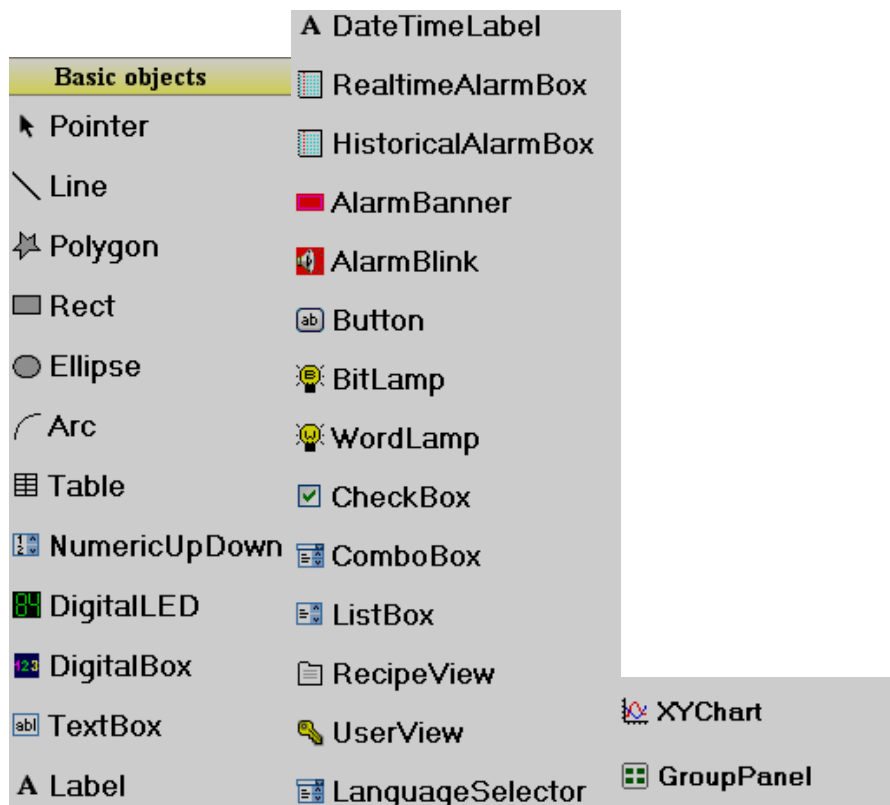 Basic objects
Pointer
Line
Polygon
Rect
Ellipse
Arc
Table
NumericUpDown
DigitalLED
DigitalBox
TextBox
Label
DateTimeLabel
RealtimeAlarmBox
HistoricalAlarmBox
AlarmBanner
AlarmBlink
Button
BitLamp
WordLamp
CheckBox
ComboBox
ListBox
RecipeView
UserView
LanguageSelector
XYChart
GroupPanel